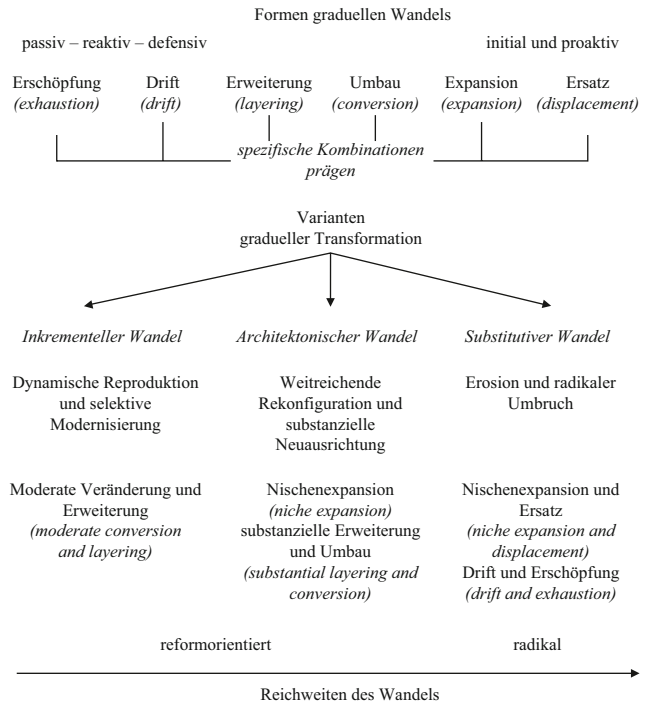 Formen graduellen Wandels
passiv – reaktiv – defensiv initial und proaktiv
Erschöpfung Drift Erweiterung Umbau Expansion Ersatz
(exhaustion) (drift) (layering) (conversion) (expansion) (displacement)
spezifische Kombinationen
prägen
Varianten
gradueller Transformation
Inkrementeller Wandel
Dynamische Reproduktion
und selektive
Modernisierung
Moderate Veränderung und
Erweiterung
(moderate conversion
and layering)
Architektonischer Wandel
Weitreichende
Rekonfiguration und
substanzielle
Neuausrichtung
Nischenexpansion
(niche expansion)
substanzielle Erweiterung
und Umbau
(substantial layering and
conversion)
Substitutiver Wandel
Erosion und radikaler
Umbruch
Nischenexpansion und
Ersatz
(niche expansion and
displacement)
Drift und Erschöpfung
(drift and exhaustion)
reformorientiert radikal
Reichweiten des Wandels